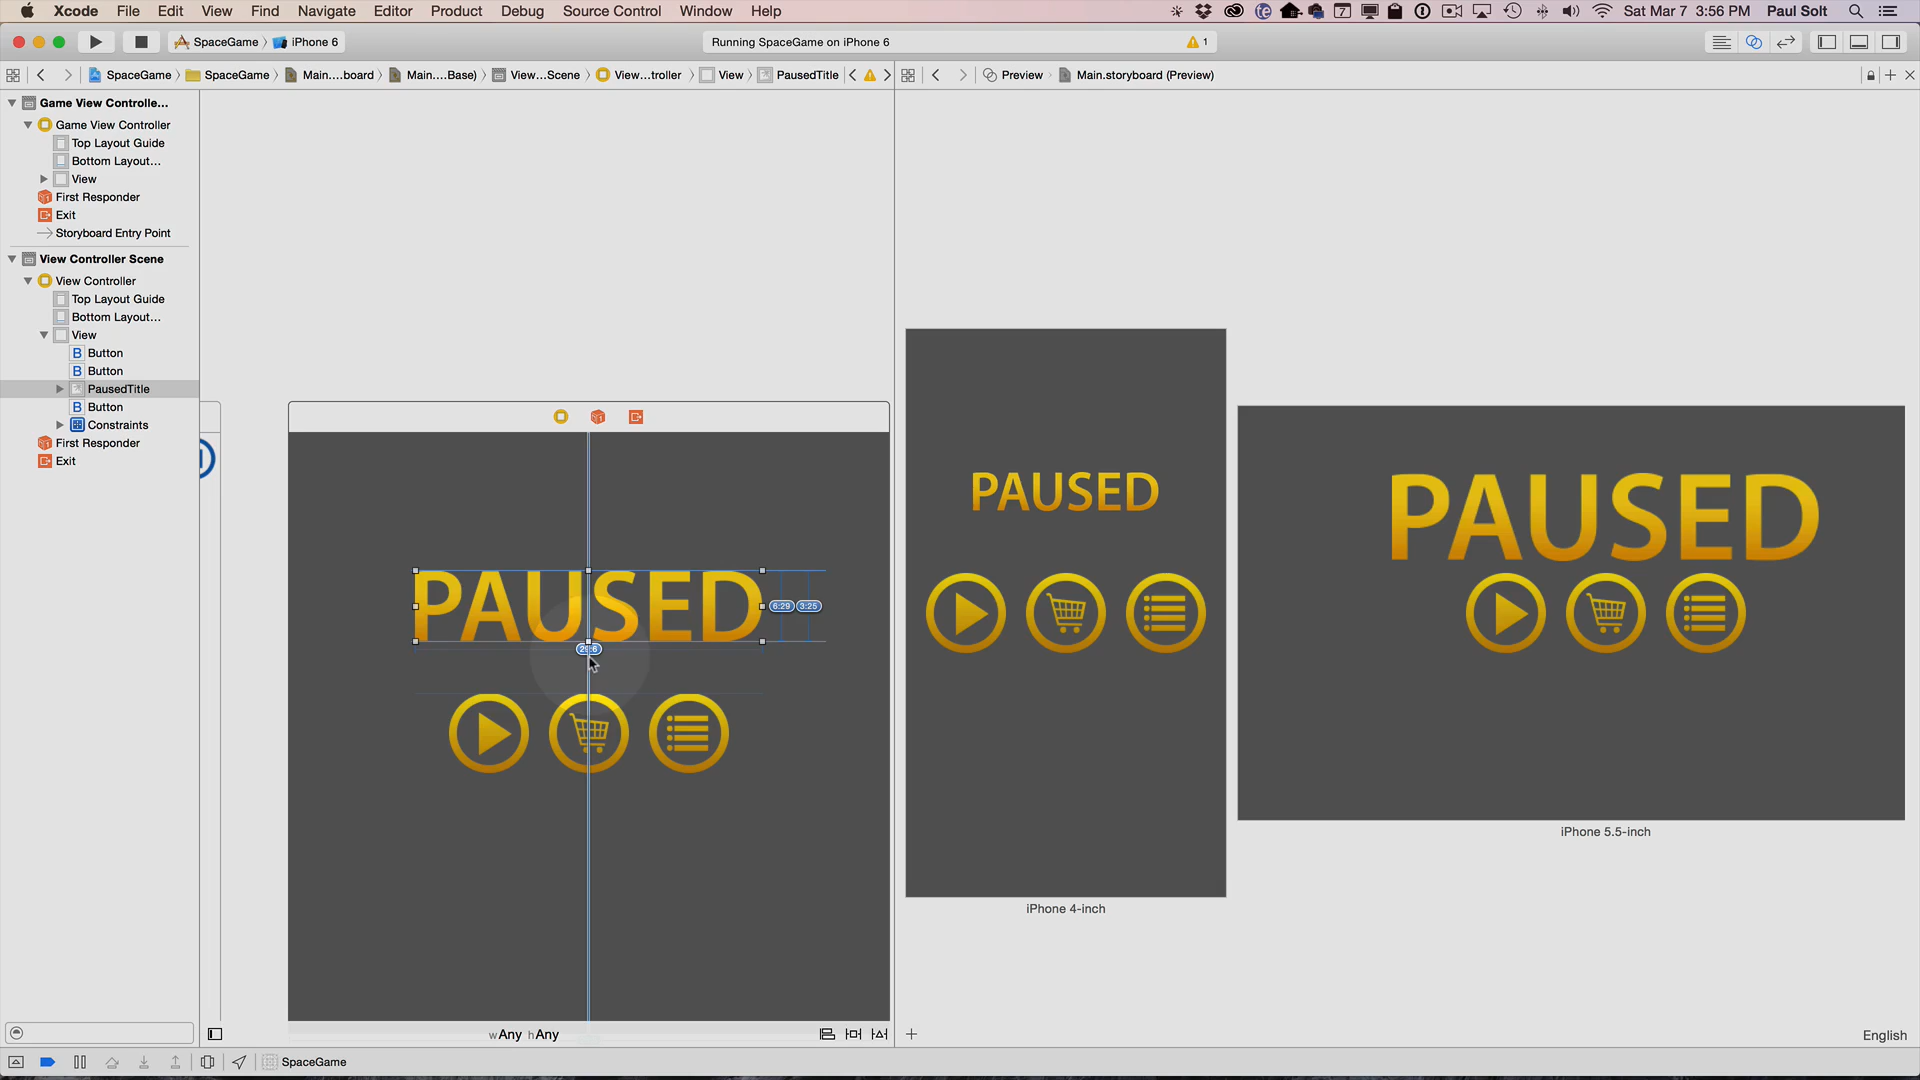 Xcode File Edit View Find Navigate Editor Product Debug Source Control Window Help
7
Sat Mar 7 3:56 PM Paul Solt
SpaceGame iPhone 6
Running SpaceGame on iPhone 6
1
SpaceGame SpaceGame Main....board Main....Base) View...Scene View...troller View PausedTitle
Preview Main.storyboard (Preview)
Game View Controlle...
Game View Controller
Top Layout Guide
Bottom Layout...
View
First Responder
Exit
Storyboard Entry Point
View Controller Scene
View Controller
Top Layout Guide
Bottom Layout...
View
B Button
B Button
PausedTitle
B Button
Constraints
First Responder
Exit
PAUSED
6:29 3:25
PAUSED
iPhone 4-inch
PAUSED
iPhone 5.5-inch
wAny hAny
English
SpaceGame